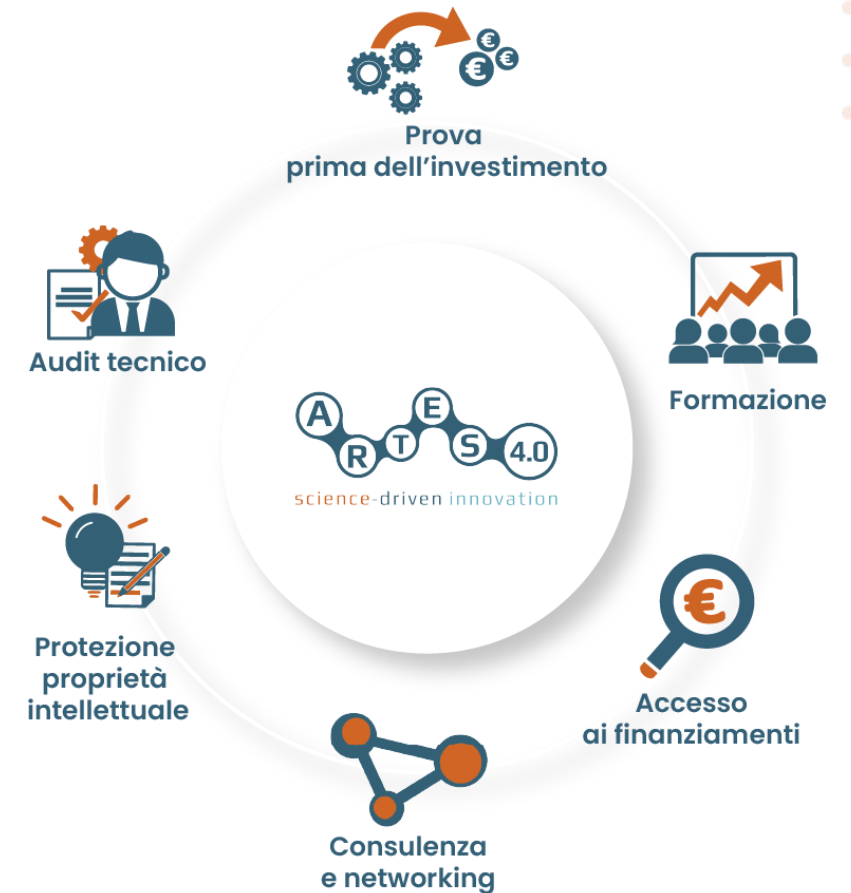 Prova
prima dell'investimento
Audit tecnico
Formazione
ARTES 4.0
science-driven innovation
Protezione
proprietà
intellettuale
Accesso
ai finanziamenti
Consulenza
e networking